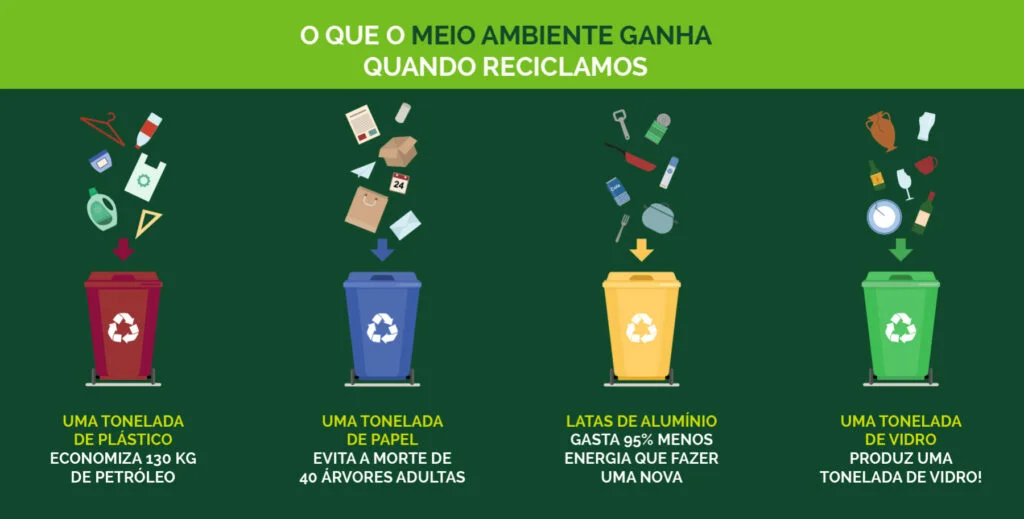 O QUE O MEIO AMBIENTE GANHA
QUANDO RECICLAMOS
24
UMA TONELADA
DE PLÁSTICO
ECONOMIZA 130 KG
DE PETRÓLEO
UMA TONELADA
DE PAPEL
EVITA A MORTE DE
40 ÁRVORES ADULTAS
LATAS DE ALUMÍNIO
GASTA 95% MENOS
ENERGIA QUE FAZER
UMA NOVA
UMA TONELADA
DE VIDRO
PRODUZ UMA
TONELADA DE VIDRO!